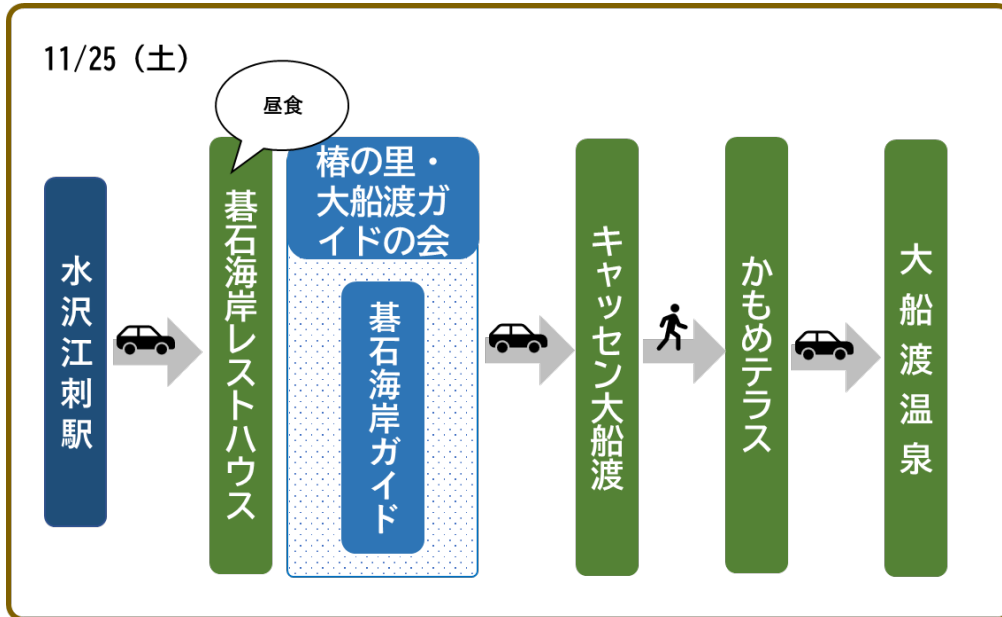 11/25（土）
昼食
水沢江刺駅
碁石海岸レストハウス
椿の里・
大船渡ガ
イドの会
碁石海岸ガイド
キャッセン大船渡
かもめテラス
大船渡温泉